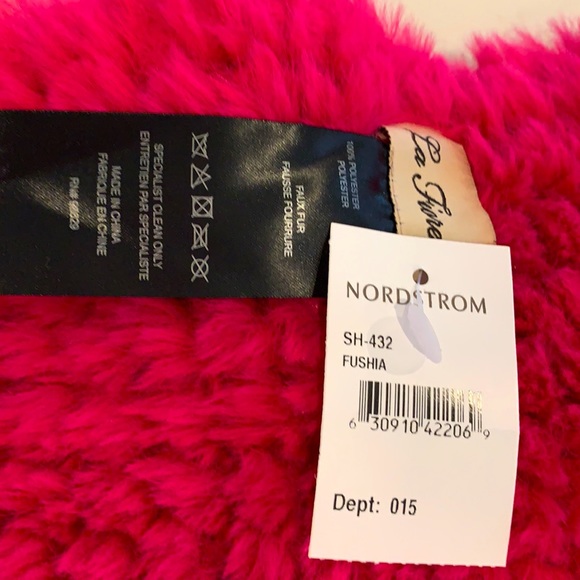 La Fiore
100% POLYESTER
POLYESTER
FAUX FUR
FAUSSE FOURRURE
SPECIALIST CLEAN ONLY
ENTRETIEN PAR SPECIALISTE
MADE IN CHINA
FABRIQUE EN CHINE
NORDSTROM
SH-432
FUSHIA
6 30910 42206 9
Dept: 015